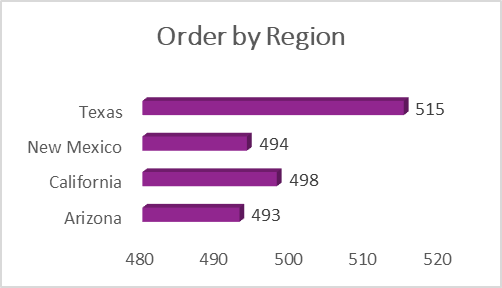 Order by Region
Texas 515
New Mexico 494
California 498
Arizona 493
480 490 500 510 520